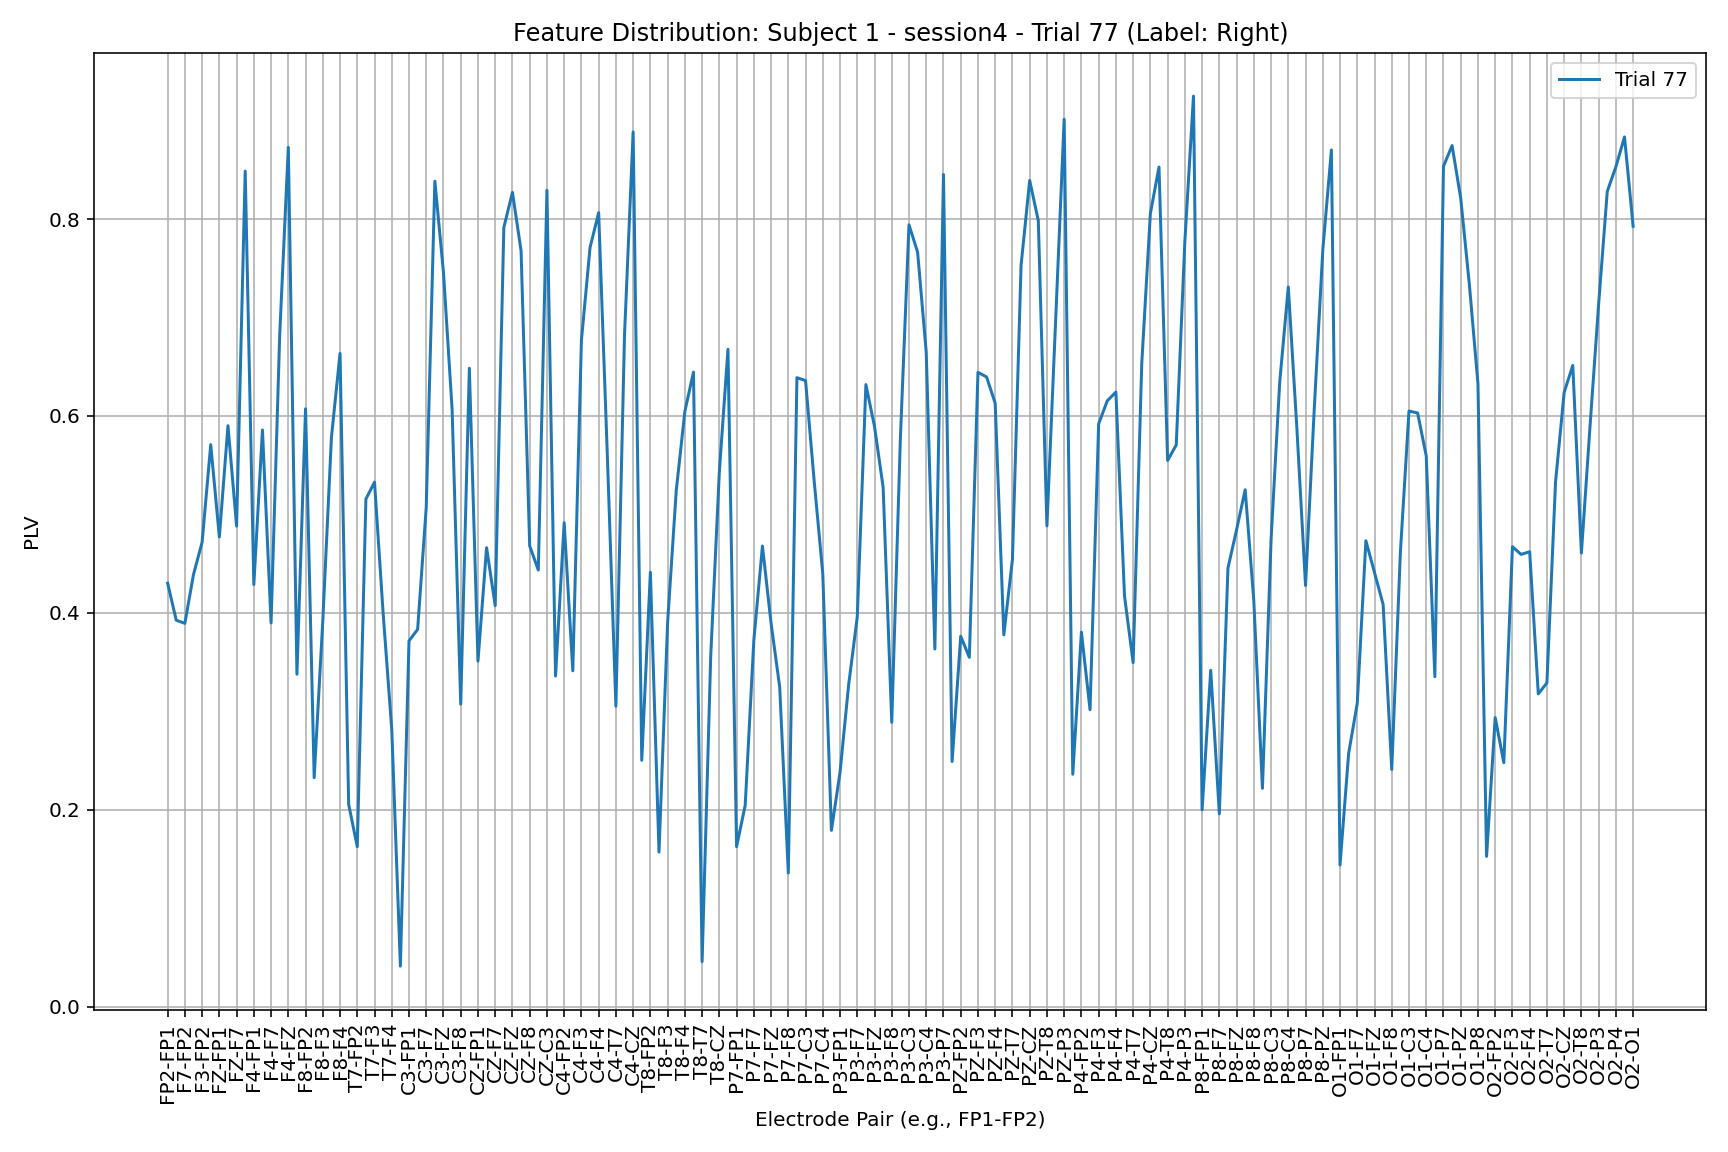 Feature Distribution: Subject 1 - session4 - Trial 77 (Label: Right)
Trial 77
PLV
0.8
0.6
0.4
0.2
0.0
FP2-FP1
F7-FP2
F3-FP2
FZ-FP1
FZ-F7
F4-FP1
F4-F7
F4-FZ
F8-FP2
F8-F3
F8-F4
T7-FP2
T7-F3
T7-F4
C3-FP1
C3-F7
C3-FZ
C3-F8
CZ-FP1
CZ-F7
CZ-FZ
CZ-F8
CZ-C3
C4-FP2
C4-F3
C4-F4
C4-T7
C4-CZ
T8-FP2
T8-F3
T8-F4
T8-T7
T8-CZ
P7-FP1
P7-F7
P7-FZ
P7-F8
P7-C3
P7-C4
P3-FP1
P3-F7
P3-FZ
P3-F8
P3-C3
P3-C4
P3-P7
PZ-FP2
PZ-F3
PZ-F4
PZ-T7
PZ-CZ
PZ-T8
PZ-P3
P4-FP2
P4-F3
P4-F4
P4-T7
P4-CZ
P4-T8
P4-P3
P8-FP1
P8-F7
P8-FZ
P8-F8
P8-C3
P8-C4
P8-P7
P8-PZ
O1-FP1
O1-F7
O1-FZ
O1-F8
O1-C3
O1-C4
O1-P7
O1-PZ
O1-P8
O2-FP2
O2-F3
O2-F4
O2-T7
O2-CZ
O2-T8
O2-P3
O2-P4
O2-O1
Electrode Pair (e.g., FP1-FP2)